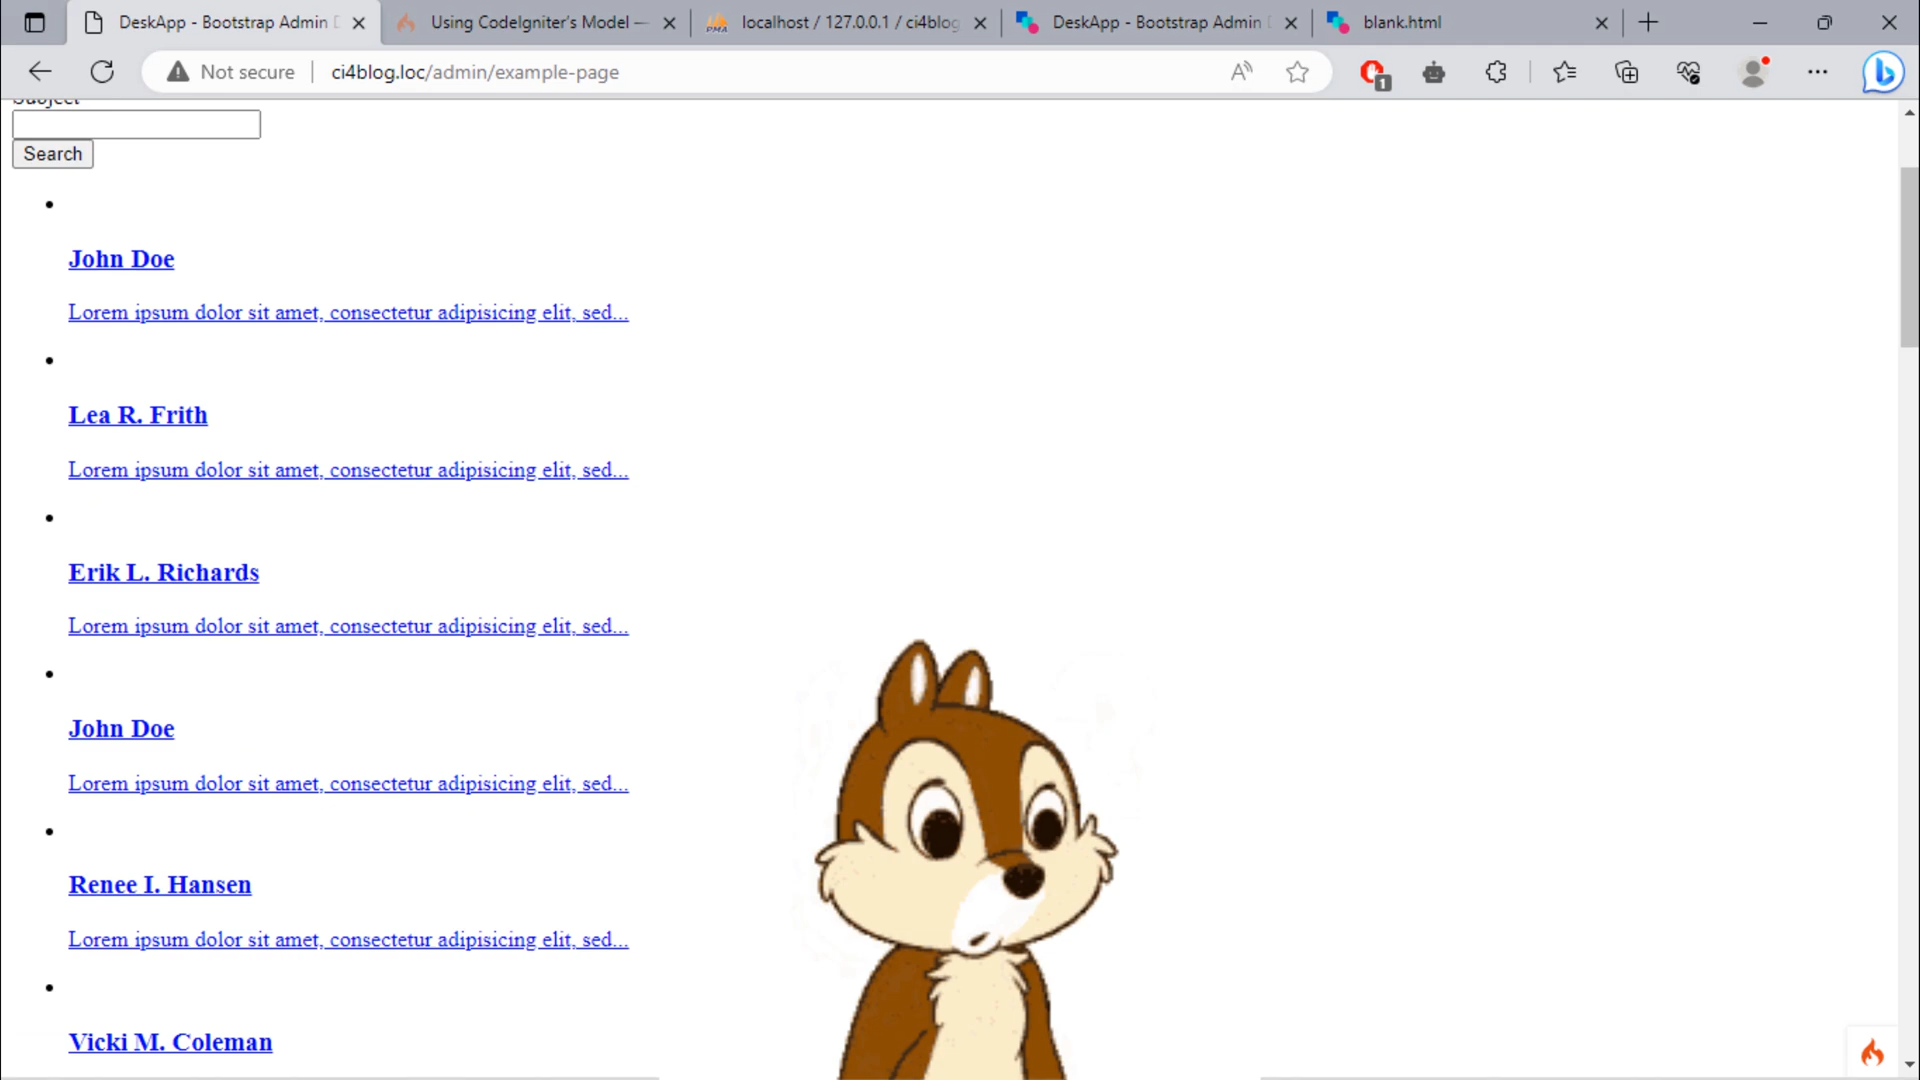 DeskApp - Bootstrap Admin D
Using CodeIgniter's Model —
PMA
localhost / 127.0.0.1 / ci4blog
DeskApp - Bootstrap Admin D
blank.html
Not secure
ci4blog.loc/admin/example-page
1
Subject
Search
John Doe
Lorem ipsum dolor sit amet, consectetur adipisicing elit, sed...
Lea R. Frith
Lorem ipsum dolor sit amet, consectetur adipisicing elit, sed...
Erik L. Richards
Lorem ipsum dolor sit amet, consectetur adipisicing elit, sed...
John Doe
Lorem ipsum dolor sit amet, consectetur adipisicing elit, sed...
Renee I. Hansen
Lorem ipsum dolor sit amet, consectetur adipisicing elit, sed...
Vicki M. Coleman